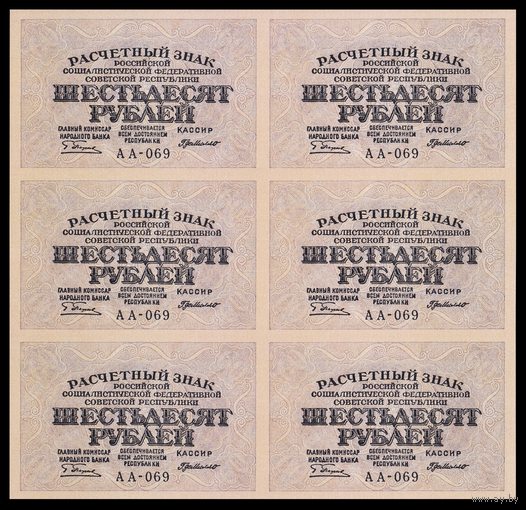 РАСЧЕТНЫЙ ЗНАК
РОССИЙСКОЙ
СОЦИАЛИСТИЧЕСКОЙ ФЕДЕРАТИВНОЙ
СОВЕТСКОЙ РЕСПУБЛИКИ
ШЕСТЬДЕСЯТ
РУБЛЕЙ
ГЛАВНЫЙ КОМИССАР
НАРОДНОГО БАНКА
ОБЕСПЕЧИВАЕТСЯ
ВСЕМ ДОСТОЯНИЕМ
РЕСПУБЛИКИ
КАССИР
АА-069
РАСЧЕТНЫЙ ЗНАК
РОССИЙСКОЙ
СОЦИАЛИСТИЧЕСКОЙ ФЕДЕРАТИВНОЙ
СОВЕТСКОЙ РЕСПУБЛИКИ
ШЕСТЬДЕСЯТ
РУБЛЕЙ
ГЛАВНЫЙ КОМИССАР
НАРОДНОГО БАНКА
ОБЕСПЕЧИВАЕТСЯ
ВСЕМ ДОСТОЯНИЕМ
РЕСПУБЛИКИ
КАССИР
АА-069
РАСЧЕТНЫЙ ЗНАК
РОССИЙСКОЙ
СОЦИАЛИСТИЧЕСКОЙ ФЕДЕРАТИВНОЙ
СОВЕТСКОЙ РЕСПУБЛИКИ
ШЕСТЬДЕСЯТ
РУБЛЕЙ
ГЛАВНЫЙ КОМИССАР
НАРОДНОГО БАНКА
ОБЕСПЕЧИВАЕТСЯ
ВСЕМ ДОСТОЯНИЕМ
РЕСПУБЛИКИ
КАССИР
АА-069
РАСЧЕТНЫЙ ЗНАК
РОССИЙСКОЙ
СОЦИАЛИСТИЧЕСКОЙ ФЕДЕРАТИВНОЙ
СОВЕТСКОЙ РЕСПУБЛИКИ
ШЕСТЬДЕСЯТ
РУБЛЕЙ
ГЛАВНЫЙ КОМИССАР
НАРОДНОГО БАНКА
ОБЕСПЕЧИВАЕТСЯ
ВСЕМ ДОСТОЯНИЕМ
РЕСПУБЛИКИ
КАССИР
АА-069
РАСЧЕТНЫЙ ЗНАК
РОССИЙСКОЙ
СОЦИАЛИСТИЧЕСКОЙ ФЕДЕРАТИВНОЙ
СОВЕТСКОЙ РЕСПУБЛИКИ
ШЕСТЬДЕСЯТ
РУБЛЕЙ
ГЛАВНЫЙ КОМИССАР
НАРОДНОГО БАНКА
ОБЕСПЕЧИВАЕТСЯ
ВСЕМ ДОСТОЯНИЕМ
РЕСПУБЛИКИ
КАССИР
АА-069
РАСЧЕТНЫЙ ЗНАК
РОССИЙСКОЙ
СОЦИАЛИСТИЧЕСКОЙ ФЕДЕРАТИВНОЙ
СОВЕТСКОЙ РЕСПУБЛИКИ
ШЕСТЬДЕСЯТ
РУБЛЕЙ
ГЛАВНЫЙ КОМИССАР
НАРОДНОГО БАНКА
ОБЕСПЕЧИВАЕТСЯ
ВСЕМ ДОСТОЯНИЕМ
РЕСПУБЛИКИ
КАССИР
АА-069
www.ay.by